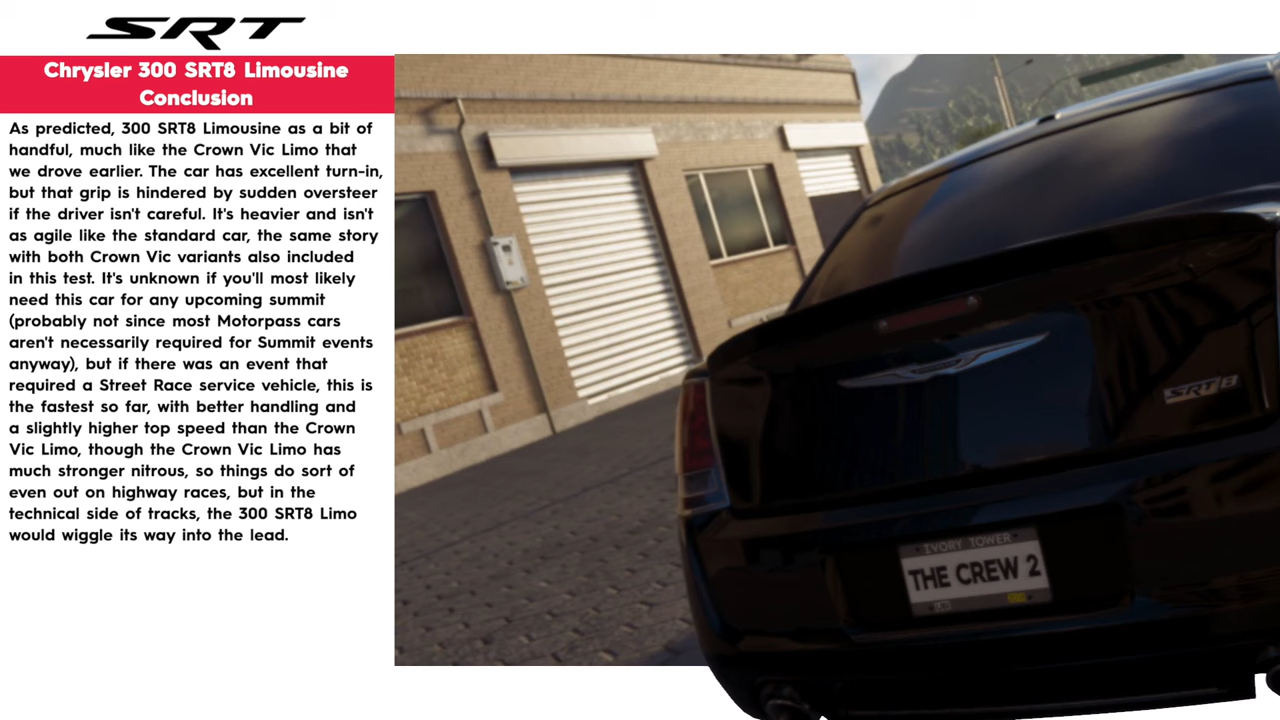 SRT
Chrysler 300 SRT8 Limousine
Conclusion
As predicted, 300 SRT8 Limousine as a bit of
handful, much like the Crown Vic Limo that
we drove earlier. The car has excellent turn-in,
but that grip is hindered by sudden oversteer
if the driver isn't careful. It's heavier and isn't
as agile like the standard car, the same story
with both Crown Vic variants also included
in this test. It's unknown if you'll most likely
need this car for any upcoming summit
(probably not since most Motorpass cars
aren't necessarily required for Summit events
anyway), but if there was an event that
required a Street Race service vehicle, this is
the fastest so far, with better handling and
a slightly higher top speed than the Crown
Vic Limo, though the Crown Vic Limo has
much stronger nitrous, so things do sort of
even out on highway races, but in the
technical side of tracks, the 300 SRT8 Limo
would wiggle its way into the lead.
SRT8
IVORY TOWER
THE CREW 2